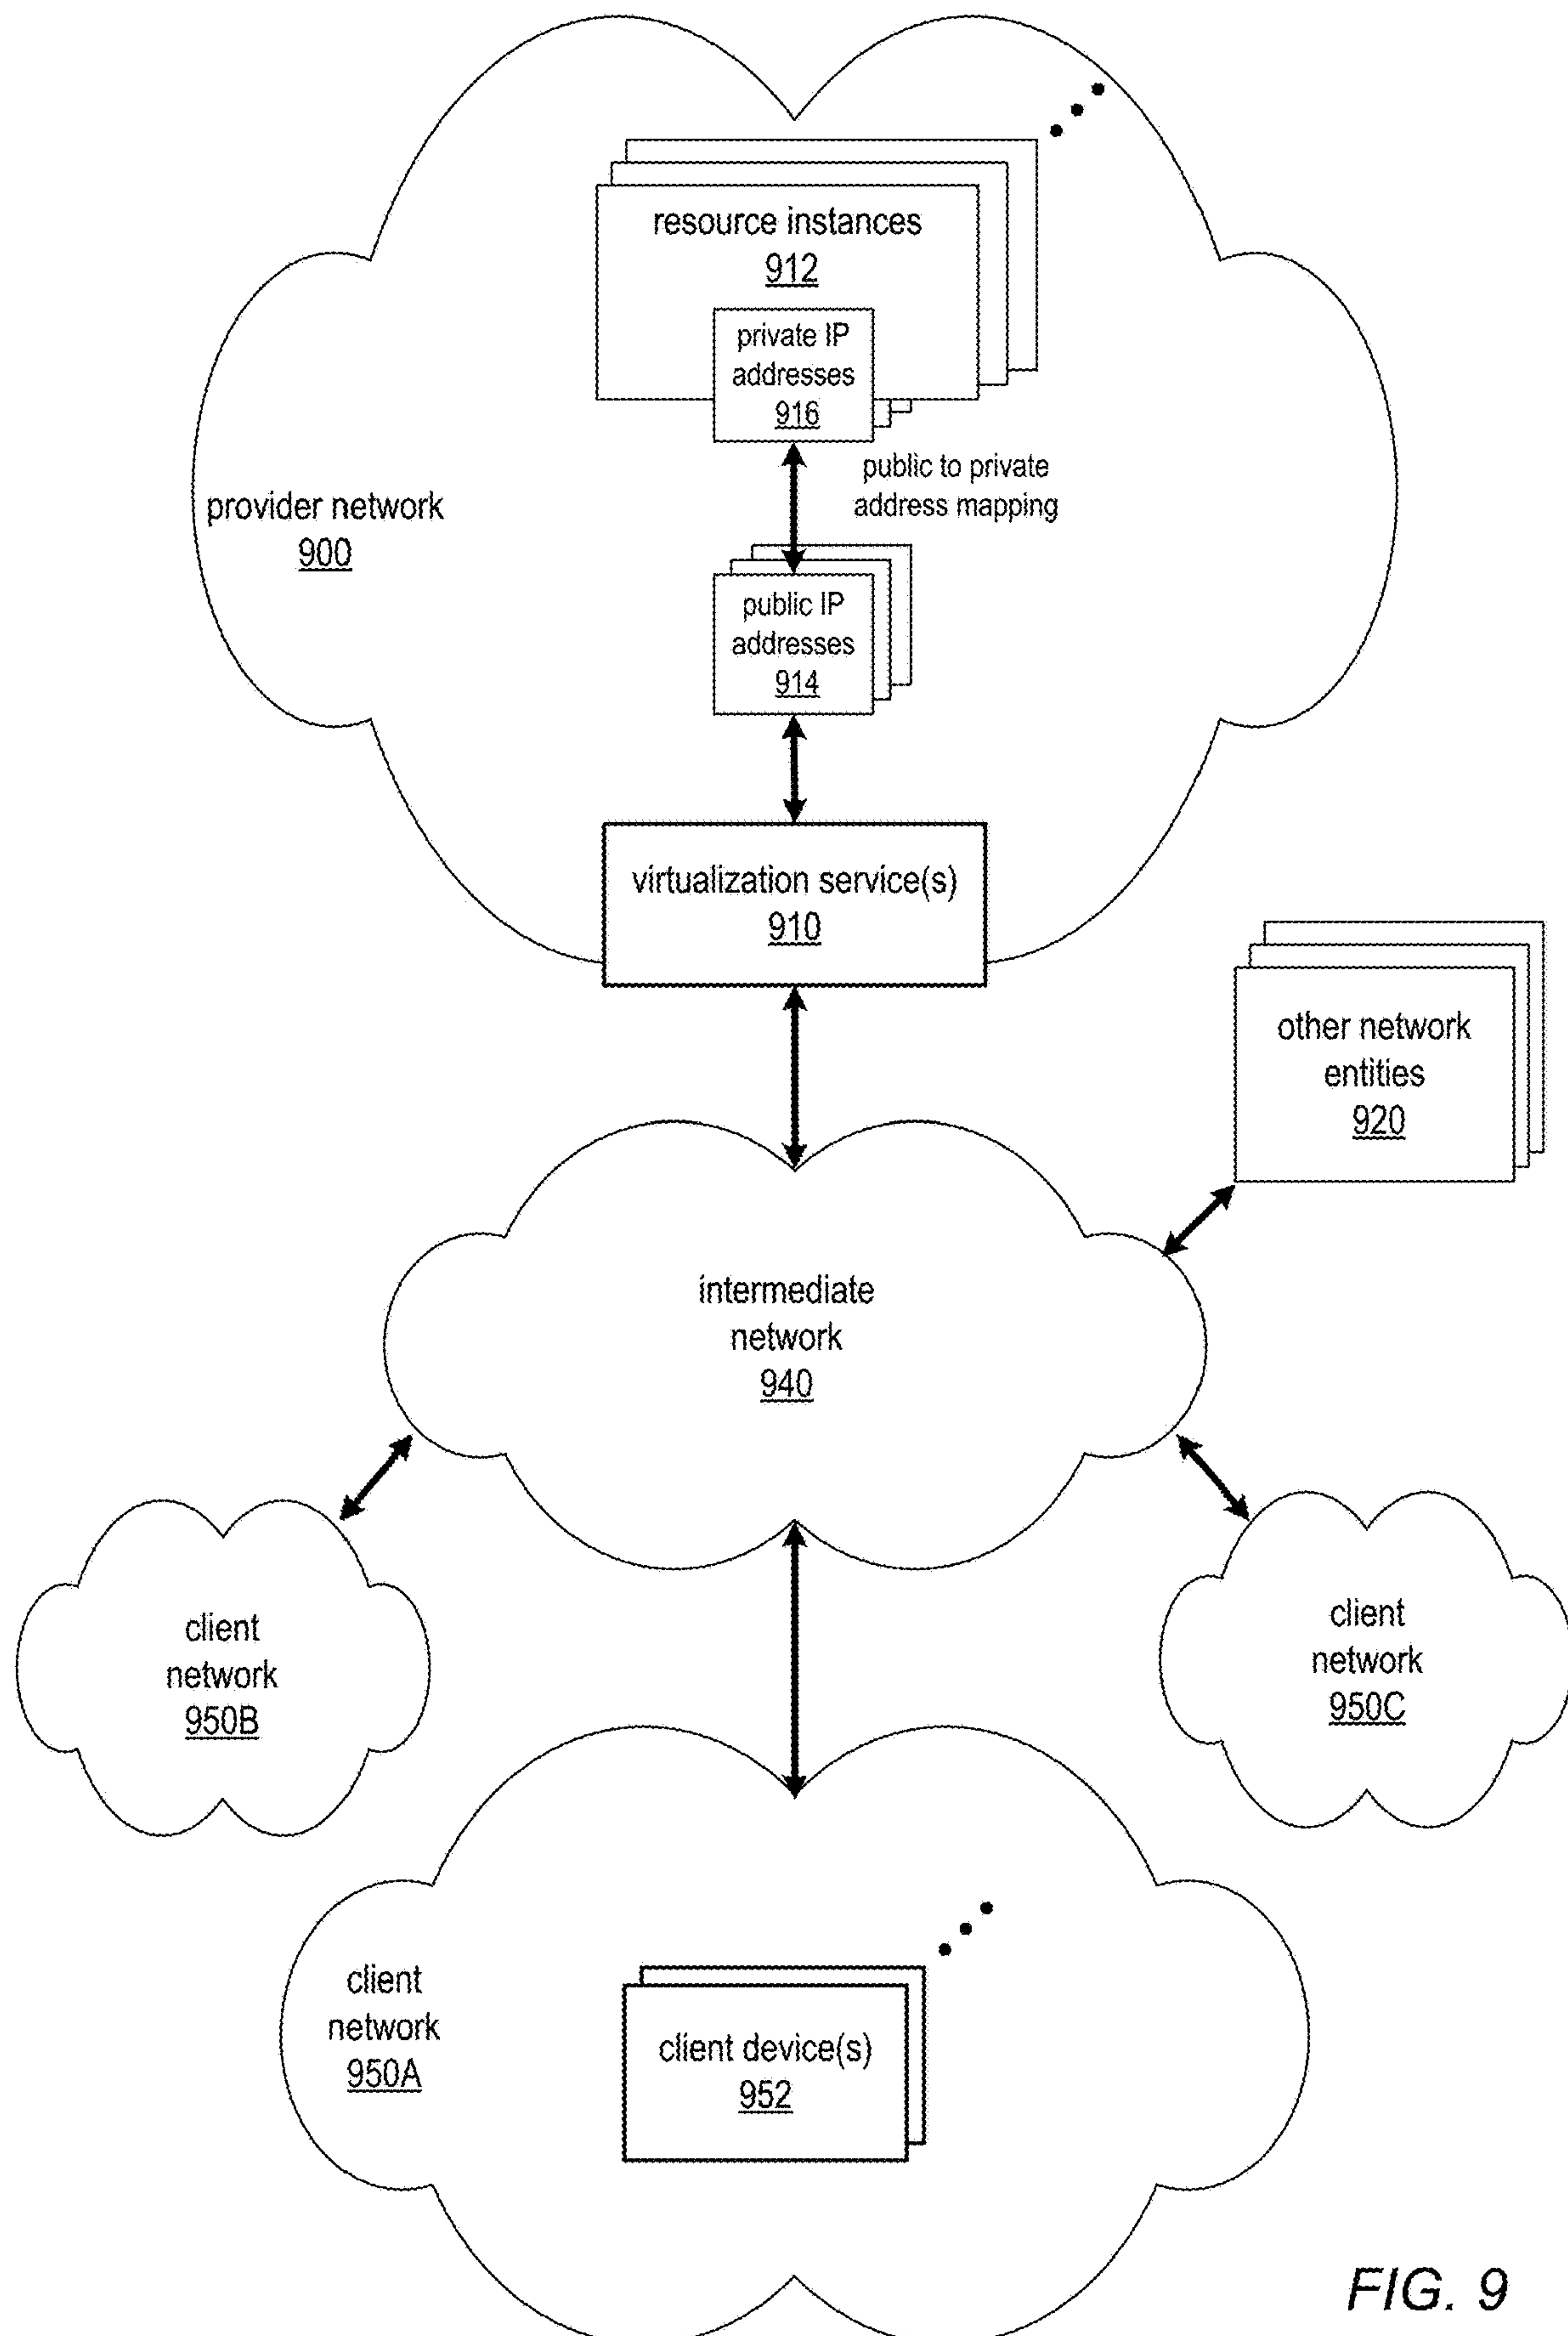 resource instances
912
private IP
addresses
916
public to private
address mapping
provider network
900
public IP
addresses
914
virtualization service(s)
910
other network
entities
920
intermediate
network
940
client
network
950B
client
network
950C
client
network
950A
client device(s)
952
FIG. 9